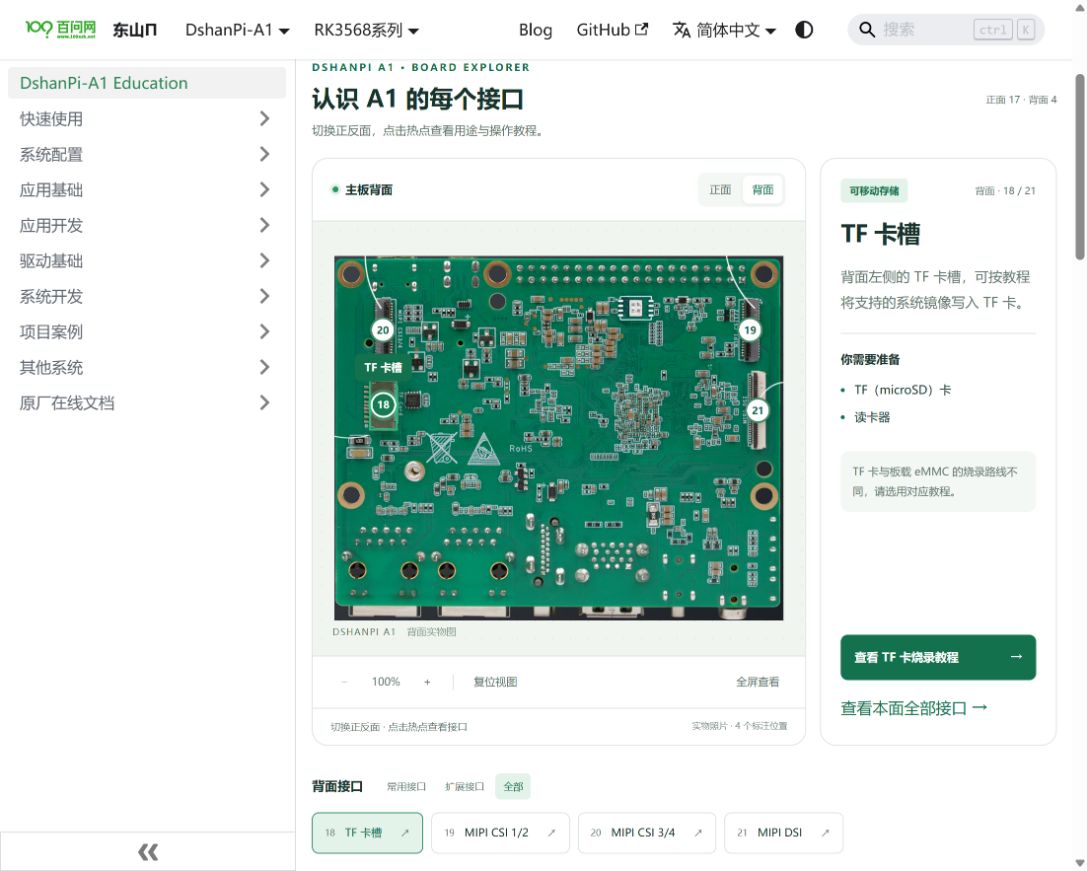 百问网
www.100ask.net
东山Π
DshanPi-A1
RK3568系列
Blog
GitHub
简体中文
搜索
ctrl K
DshanPi-A1 Education
快速使用
系统配置
应用基础
应用开发
驱动基础
系统开发
项目案例
其他系统
原厂在线文档
DSHANPI A1 • BOARD EXPLORER
认识 A1 的每个接口
正面 17 · 背面 4
切换正反面，点击热点查看用途与操作教程。
主板背面
正面
背面
20
19
TF 卡槽
18
21
RoHS
DSHANPI A1 背面实物图
− 100% +
复位视图
全屏查看
切换正反面 · 点击热点查看接口
实物照片 · 4 个标注位置
可移动存储
背面 · 18 / 21
TF 卡槽
背面左侧的 TF 卡槽，可按教程
将支持的系统镜像写入 TF 卡。
你需要准备
• TF（microSD）卡
• 读卡器
TF 卡与板载 eMMC 的烧录路线不
同，请选用对应教程。
查看 TF 卡烧录教程 →
查看本面全部接口 →
背面接口
常用接口
扩展接口
全部
18 TF 卡槽 ↗
19 MIPI CSI 1/2 ↗
20 MIPI CSI 3/4 ↗
21 MIPI DSI ↗